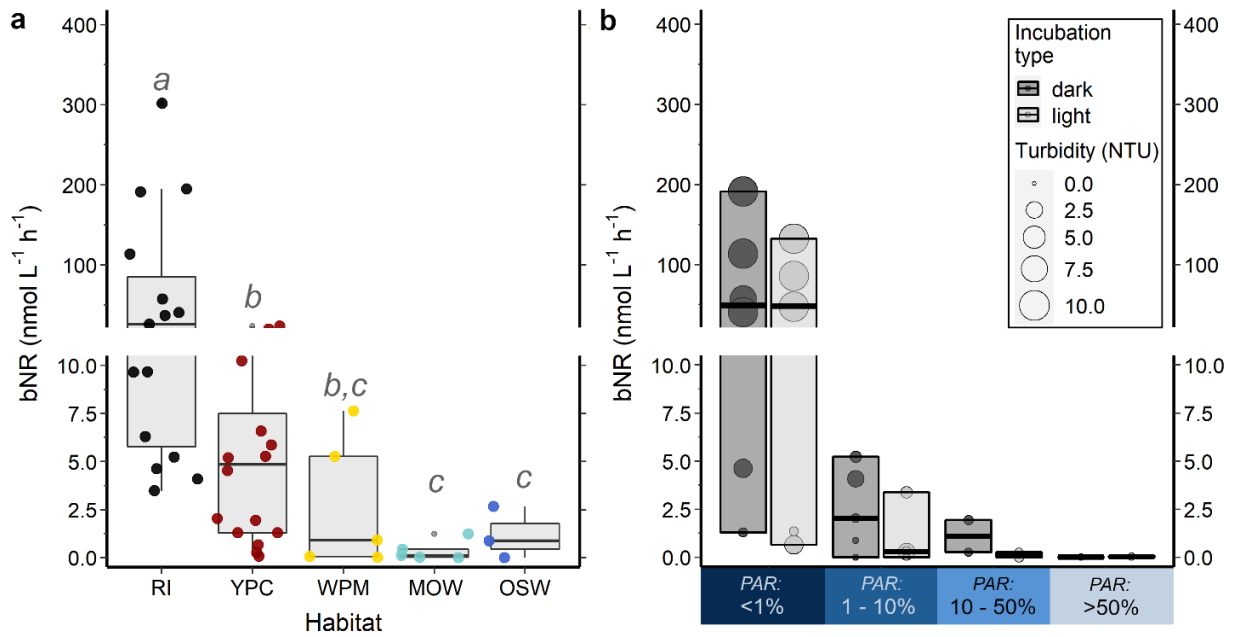 a
bNR (nmol L⁻¹ h⁻¹)
400
300
200
100
10.0
7.5
5.0
2.5
0.0
a
b
b,c
c
c
RI YPC WPM MOW OSW
Habitat
b
bNR (nmol L⁻¹ h⁻¹)
400
300
200
100
10.0
7.5
5.0
2.5
0.0
Incubation
type
dark
light
Turbidity (NTU)
0.0
2.5
5.0
7.5
10.0
400
300
200
100
10.0
7.5
5.0
2.5
0.0
PAR: PAR: PAR: PAR:
<1% 1 - 10% 10 - 50% >50%